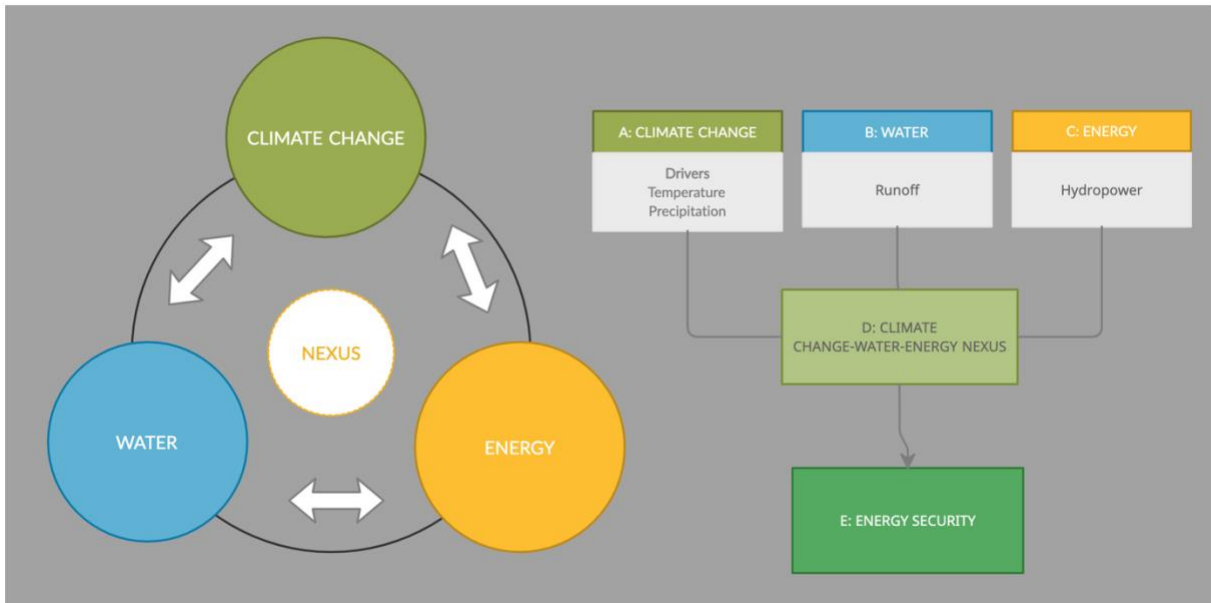 CLIMATE CHANGE
NEXUS
WATER
ENERGY
A: CLIMATE CHANGE
Drivers
Temperature
Precipitation
B: WATER
Runoff
C: ENERGY
Hydropower
D: CLIMATE
CHANGE-WATER-ENERGY NEXUS
E: ENERGY SECURITY